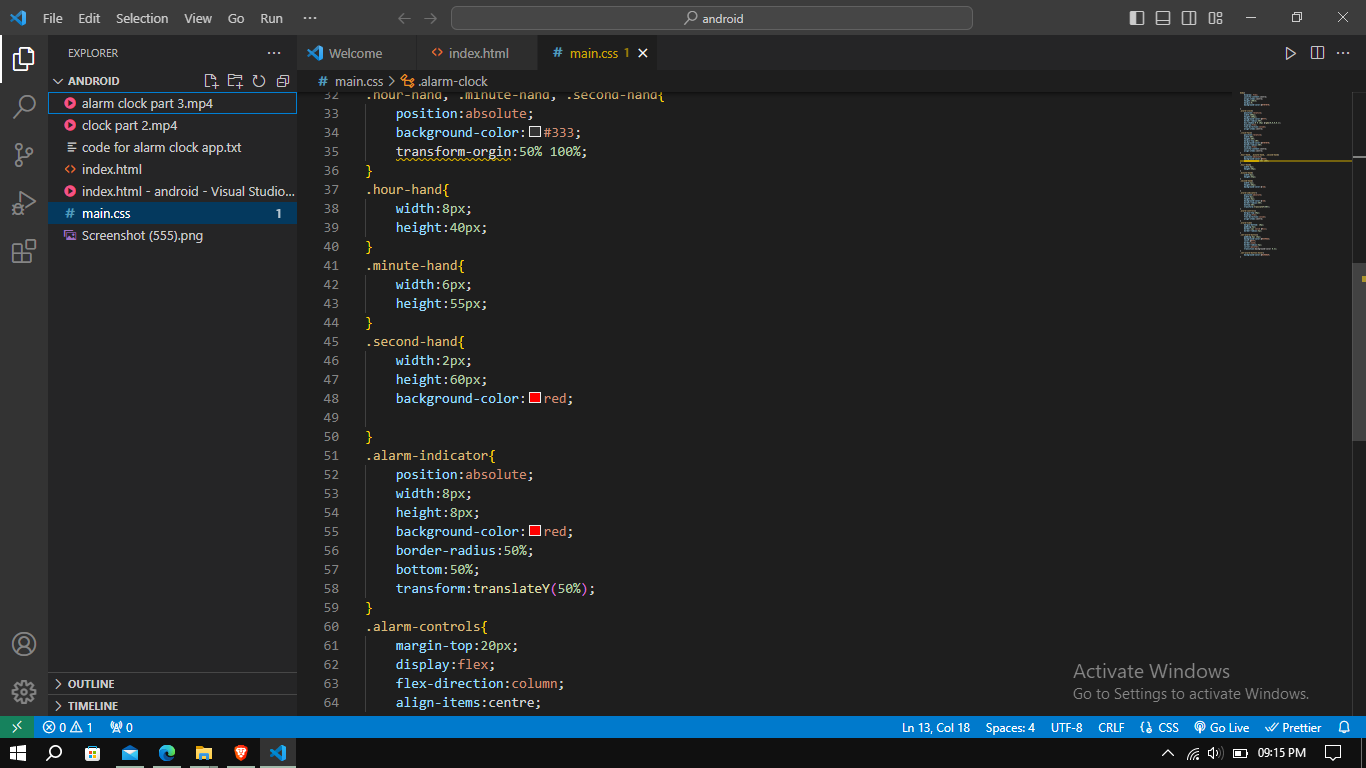 File Edit Selection View Go Run ··· android
EXPLORER ···
Welcome
index.html
main.css 1
ANDROID
main.css > .alarm-clock
alarm clock part 3.mp4
clock part 2.mp4
code for alarm clock app.txt
index.html
index.html - android - Visual Studio...
main.css 1
Screenshot (555).png
OUTLINE
TIMELINE
32 .hour-hand, .minute-hand, .second-hand{
33 position:absolute;
34 background-color:#333;
35 transform-orgin:50% 100%;
36 }
37 .hour-hand{
38 width:8px;
39 height:40px;
40 }
41 .minute-hand{
42 width:6px;
43 height:55px;
44 }
45 .second-hand{
46 width:2px;
47 height:60px;
48 background-color:red;
49
50 }
51 .alarm-indicator{
52 position:absolute;
53 width:8px;
54 height:8px;
55 background-color:red;
56 border-radius:50%;
57 bottom:50%;
58 transform:translateY(50%);
59 }
60 .alarm-controls{
61 margin-top:20px;
62 display:flex;
63 flex-direction:column;
64 align-items:centre;
Activate Windows
Go to Settings to activate Windows.
0 1 0 Ln 13, Col 18 Spaces: 4 UTF-8 CRLF CSS Go Live Prettier
09:15 PM